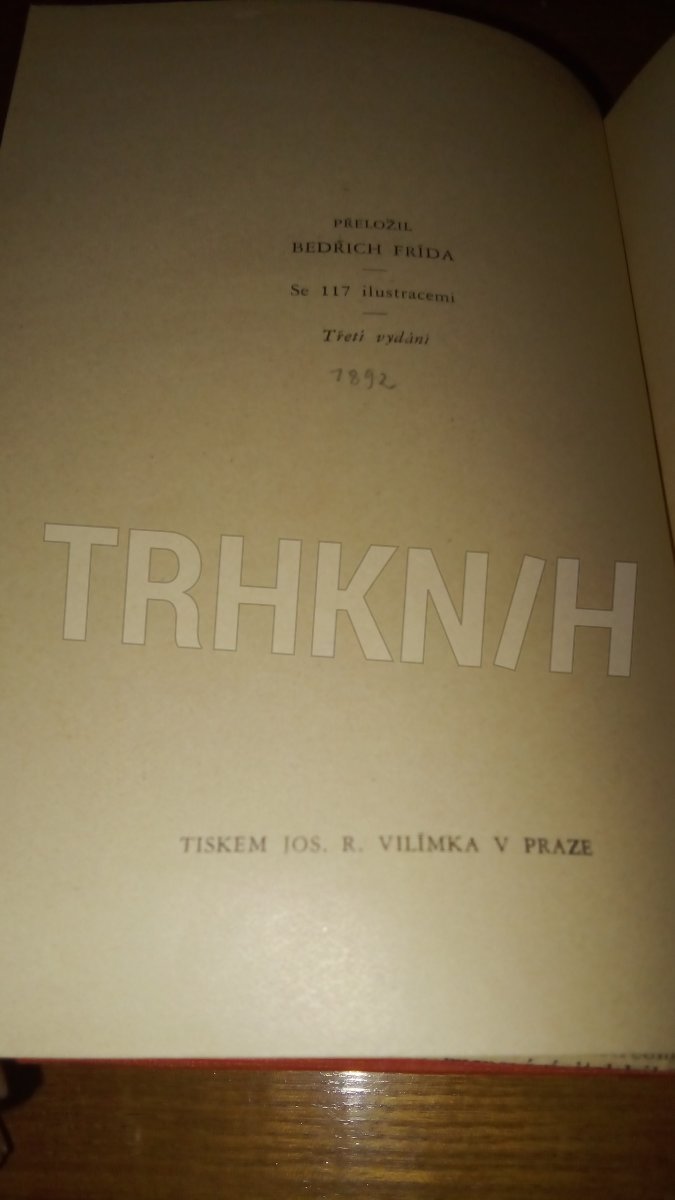 PŘELOŽIL
BEDŘICH FRÍDA
Se 117 ilustracemi
Třetí vydání
1892
TRHKN/H
TISKEM JOS. R. VILÍMKA V PRAZE